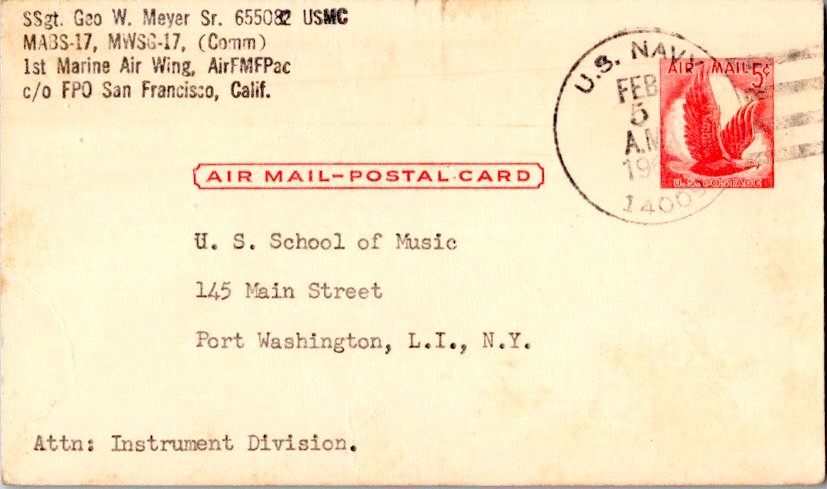 SSgt. Geo W. Meyer Sr. 655082 USMC
MABS-17, MWSG-17, (Comm)
1st Marine Air Wing, AirFMFPac
c/o FPO San Francisco, Calif.
U.S. NAVY
FEB
5
A.M
14009
AIR MAIL 5¢
U.S. POSTAGE
AIR MAIL-POSTAL CARD
U. S. School of Music
145 Main Street
Port Washington, L.I., N.Y.
Attn: Instrument Division.